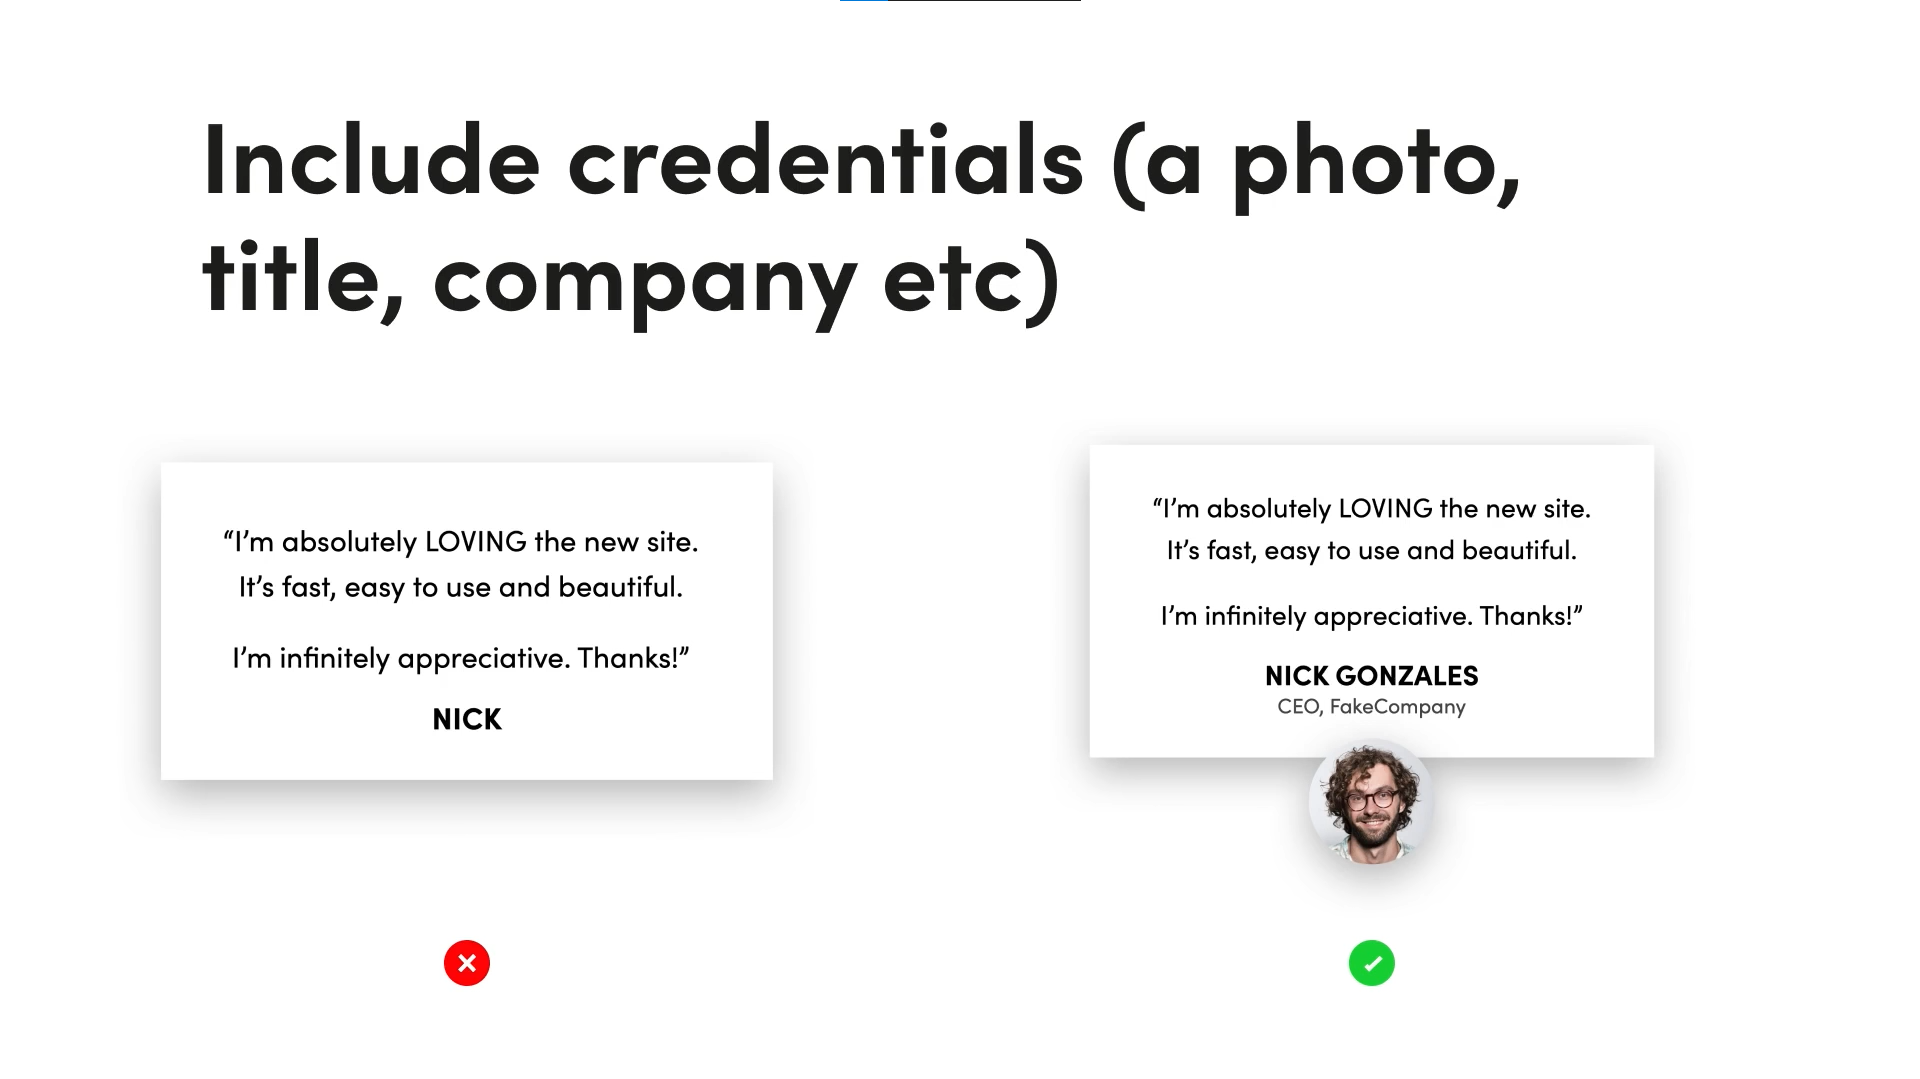 Include credentials (a photo,
title, company etc)
“I’m absolutely LOVING the new site.
It’s fast, easy to use and beautiful.
I’m infinitely appreciative. Thanks!”
NICK
“I’m absolutely LOVING the new site.
It’s fast, easy to use and beautiful.
I’m infinitely appreciative. Thanks!”
NICK GONZALES
CEO, FakeCompany